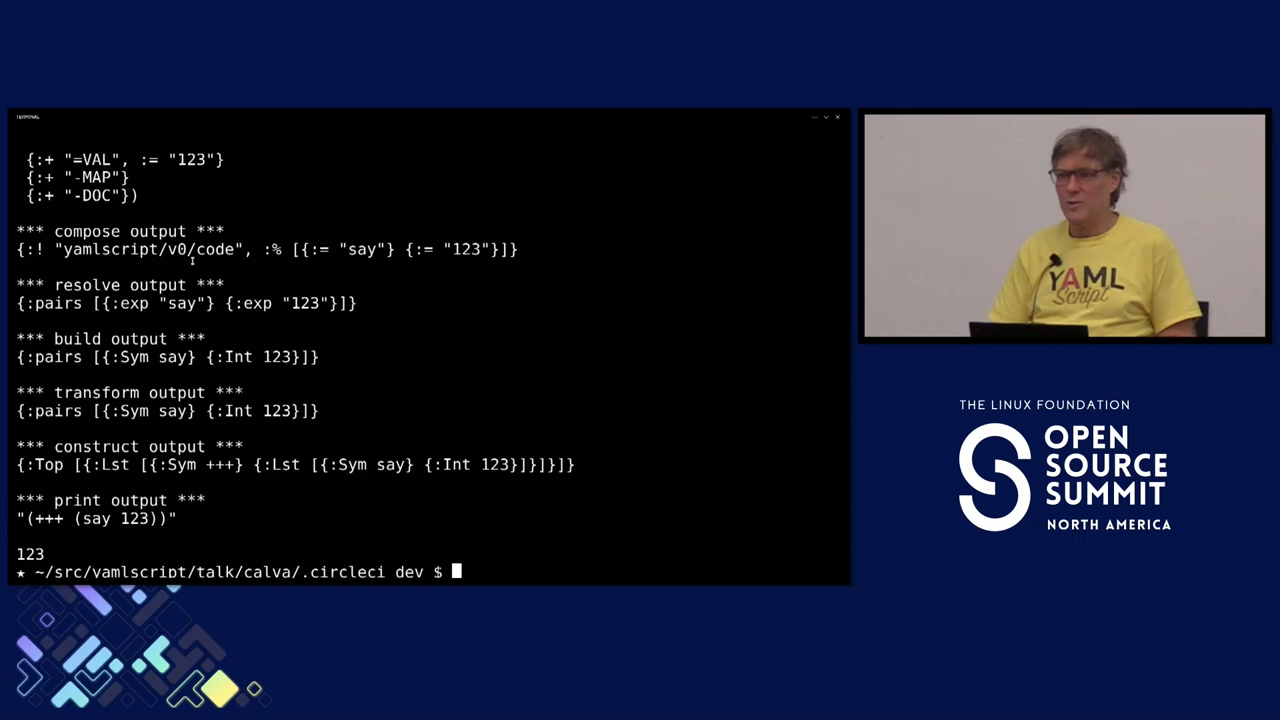 TERMINAL
{:+ "=VAL", := "123"}
{:+ "-MAP"}
{:+ "-DOC"})
*** compose output ***
{:! "yamlscript/v0/code", :% [{:= "say"} {:= "123"}]}
*** resolve output ***
{:pairs [{:exp "say"} {:exp "123"}]}
*** build output ***
{:pairs [{:Sym say} {:Int 123}]}
*** transform output ***
{:pairs [{:Sym say} {:Int 123}]}
*** construct output ***
{:Top [{:Lst [{:Sym +++} {:Lst [{:Sym say} {:Int 123}]}]}]}
*** print output ***
"(+++ (say 123))"
123
★ ~/src/yamlscript/talk/calva/.circleci dev $
YAML
Script
THE LINUX FOUNDATION
OPEN
SOURCE
SUMMIT
NORTH AMERICA